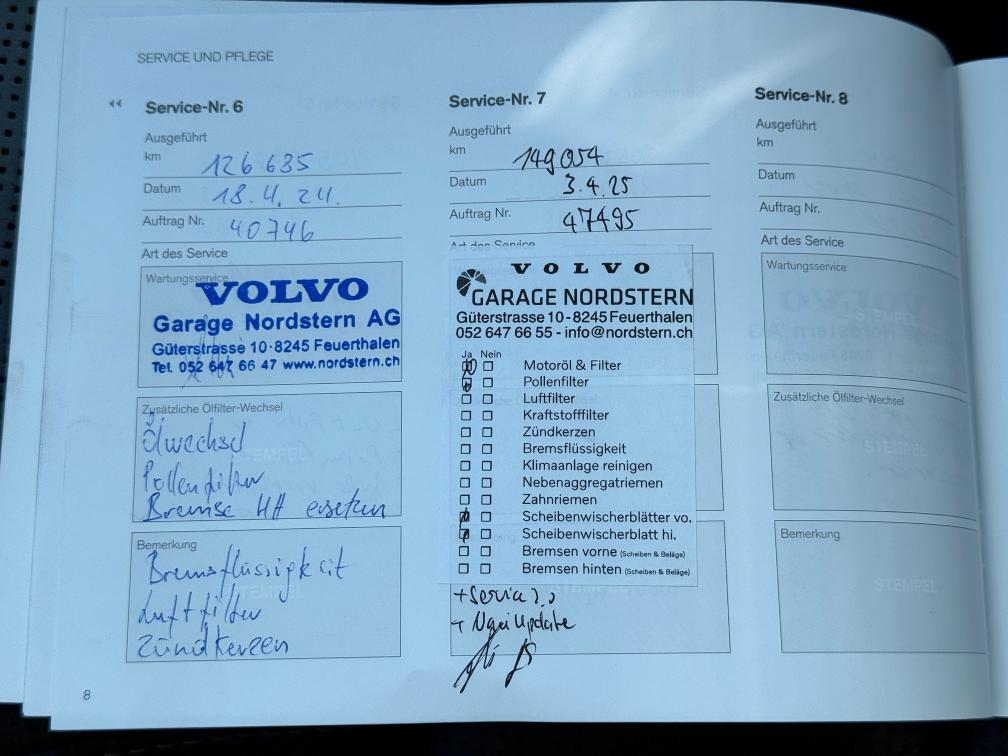 SERVICE UND PFLEGE
Service-Nr. 6
Ausgeführt
km 126 635
Datum 18.4.24.
Auftrag Nr. 40746
Art des Service
Wartungsservice
VOLVO
Garage Nordstern AG
Güterstrasse 10·8245 Feuerthalen
Tel. 052 647 66 47 www.nordstern.ch
Zusätzliche Ölfilter-Wechsel
Ölwechsel
Pollenfilter
Bremse HA ersetzen
Bemerkung
Bremsflüssigkeit
Luftfilter
Zündkerzen
Service-Nr. 7
Ausgeführt
km 149 054
Datum 3.4.25
Auftrag Nr. 47495
Art des Service
VOLVO
GARAGE NORDSTERN
Güterstrasse 10 - 8245 Feuerthalen
052 647 66 55 - info@nordstern.ch
Ja Nein
Motoröl & Filter
Pollenfilter
Luftfilter
Kraftstofffilter
Zündkerzen
Bremsflüssigkeit
Klimaanlage reinigen
Nebenaggregatriemen
Zahnriemen
Scheibenwischerblätter vo.
Scheibenwischerblatt hi.
Bremsen vorne (Scheiben & Beläge)
Bremsen hinten (Scheiben & Beläge)
+ Service 2.0
+ Navi Update
Service-Nr. 8
Ausgeführt
km
Datum
Auftrag Nr.
Art des Service
Wartungsservice
STEMPEL
Zusätzliche Ölfilter-Wechsel
STEMPEL
Bemerkung
STEMPEL
8